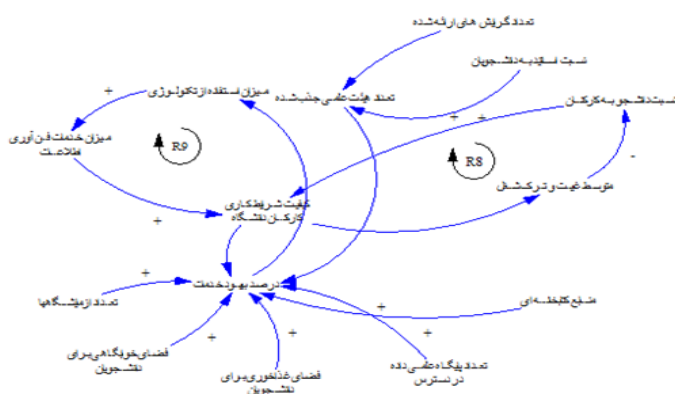 تعداد گریش های ارائه شده
نسبت اساتید به دانشجویان
+
میزان استفاده از تکنولوژی
تعداد هیئت علمی جذب شده
نسبت دانشجو به کارکنان
+
+
میزان خدمات فن آوری
اطلاعات
R9
R8
-
متوسط غیبت و ترک شغل
کیفیت شرایط کاری
کارکنان دانشگاه
+
+
درصد بهبود خدمت
تعداد آزمایشگاهها
+
منابع کتابخانه ای
+
فضای خوابگاهی برای
دانشجویان
+
فضای غذاخوری برای
دانشجویان
+
تعداد پایگاه علمی داده
در دسترس
+